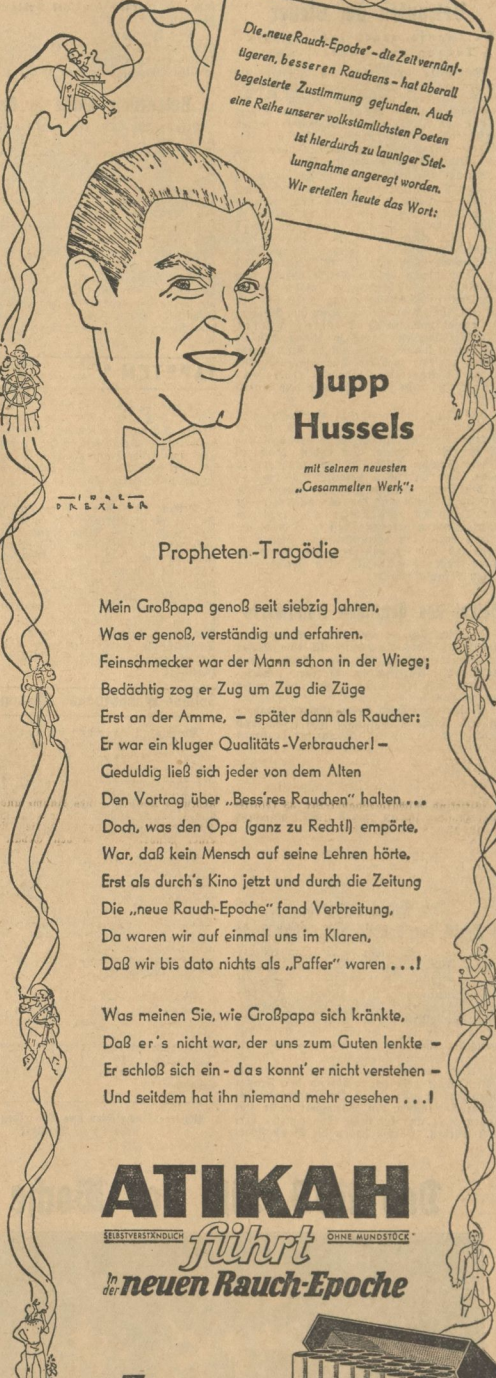 Die „neue Rauch-Epoche“ - die Zeit vernünf-
tigeren, besseren Rauchens - hat überall
begeisterte Zustimmung gefunden. Auch
eine Reihe unserer volkstümlichsten Poeten
ist hierdurch zu launiger Stel-
lungnahme angeregt worden.
Wir erteilen heute das Wort:
Jupp
Hussels
mit seinem neuesten
„Gesammelten Werk“:
DREXLER
Propheten-Tragödie
Mein Großpapa genoß seit siebzig Jahren,
Was er genoß, verständig und erfahren.
Feinschmecker war der Mann schon in der Wiege;
Bedächtig zog er Zug um Zug die Züge
Erst an der Amme, — später dann als Raucher:
Er war ein kluger Qualitäts-Verbraucher! —
Geduldig ließ sich jeder von dem Alten
Den Vortrag über „Bess'res Rauchen“ halten ...
Doch, was den Opa (ganz zu Recht!) empörte,
War, daß kein Mensch auf seine Lehren hörte.
Erst als durch's Kino jetzt und durch die Zeitung
Die „neue Rauch-Epoche“ fand Verbreitung,
Da waren wir auf einmal uns im Klaren,
Daß wir bis dato nichts als „Paffer“ waren ...!
Was meinen Sie, wie Großpapa sich kränkte,
Daß er's nicht war, der uns zum Guten lenkte —
Er schloß sich ein - das konnt' er nicht verstehen —
Und seitdem hat ihn niemand mehr gesehen ...!
ATIKAH
SELBSTVERSTÄNDLICH führt OHNE MUNDSTÜCK
in der neuen Rauch-Epoche